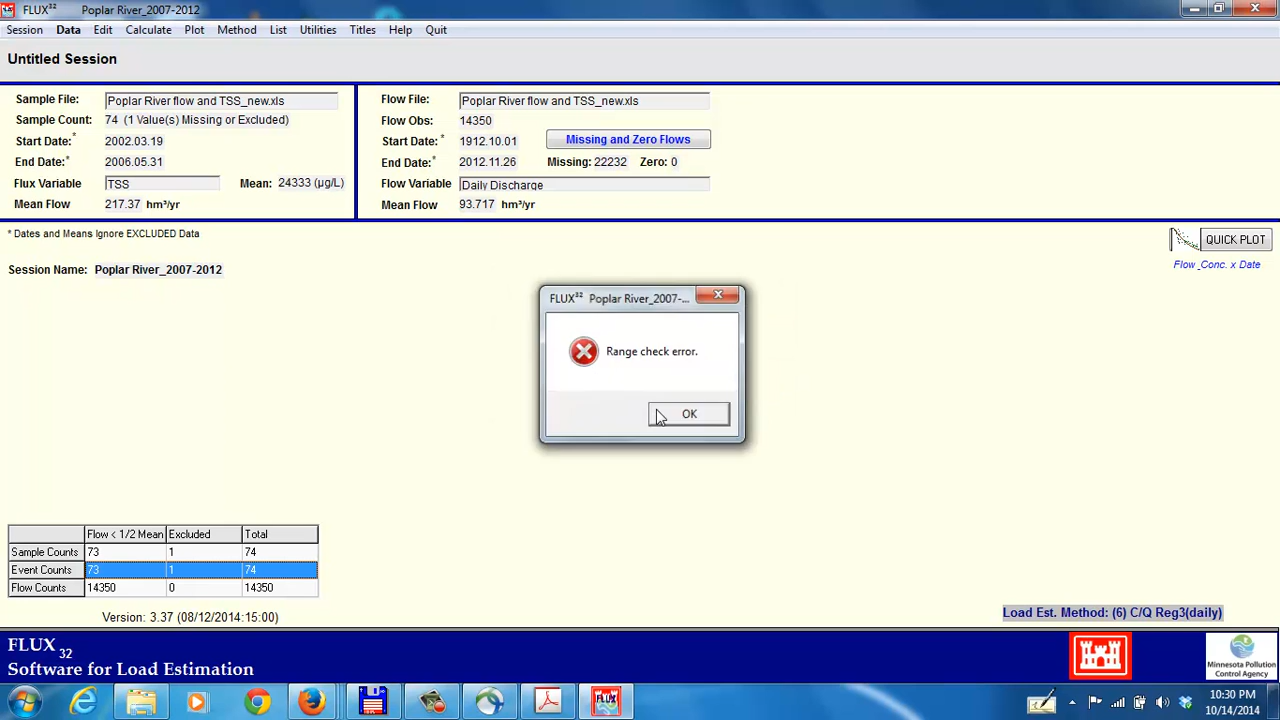 FLUX³² Poplar River_2007-2012
Session Data Edit Calculate Plot Method List Utilities Titles Help Quit
Untitled Session
Sample File: Poplar River flow and TSS_new.xls
Sample Count: 74 (1 Value(s) Missing or Excluded)
Start Date:* 2002.03.19
End Date:* 2006.05.31
Flux Variable TSS Mean: 24333 (µg/L)
Mean Flow 217.37 hm³/yr
Flow File: Poplar River flow and TSS_new.xls
Flow Obs: 14350
Start Date:* 1912.10.01 Missing and Zero Flows
End Date:* 2012.11.26 Missing: 22232 Zero: 0
Flow Variable Daily Discharge
Mean Flow 93.717 hm³/yr
* Dates and Means Ignore EXCLUDED Data
QUICK PLOT
Flow_Conc. x Date
Session Name: Poplar River_2007-2012
FLUX³² Poplar River_2007-...
Range check error.
OK
Flow < 1/2 Mean Excluded Total
Sample Counts 73 1 74
Event Counts 73 1 74
Flow Counts 14350 0 14350
Version: 3.37 (08/12/2014:15:00)
Load Est. Method: (6) C/Q Reg3(daily)
FLUX 32
Software for Load Estimation
Minnesota Pollution
Control Agency
FLUX
10:30 PM
10/14/2014